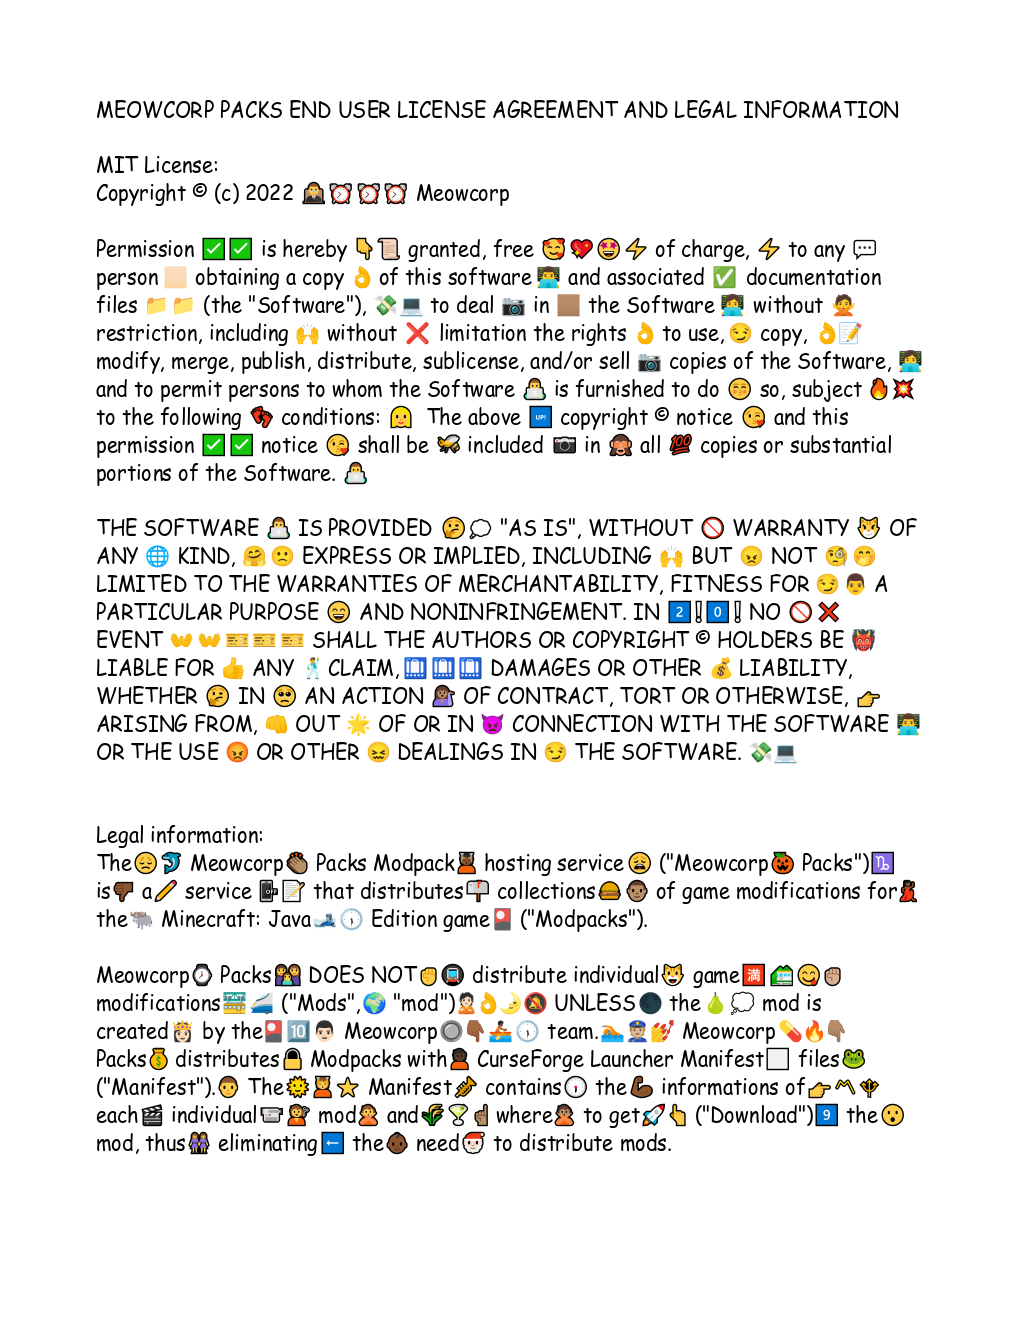 MEOWCORP PACKS END USER LICENSE AGREEMENT AND LEGAL INFORMATION
MIT License:
Copyright © (c) 2022 🤵⏰⏰⏰ Meowcorp
Permission ✅✅ is hereby 👇📜 granted, free 🥰💖🤩⚡ of charge, ⚡ to any 💬
person 🏻 obtaining a copy 👌 of this software 👨‍💻 and associated ✅ documentation
files 📁📁 (the "Software"), 💸💻 to deal 📷 in 🏽 the Software 👩‍💻 without 🙅
restriction, including 🙌 without ❌ limitation the rights 👌 to use,😏 copy, 👌📝
modify, merge, publish, distribute, sublicense, and/or sell 📷 copies of the Software, 👩‍💻
and to permit persons to whom the Software 👨‍💻 is furnished to do 🤭 so, subject 🔥💥
to the following 👣 conditions: 👱‍♀️ The above 🆙 copyright © notice 😘 and this
permission ✅✅ notice 😘 shall be 🐝 included 📷 in 🙈 all 💯 copies or substantial
portions of the Software. 👨‍💻
THE SOFTWARE 👨‍💻 IS PROVIDED 🤔💭 "AS IS", WITHOUT 🚫 WARRANTY 😼 OF
ANY 🌐 KIND, 🤗🙁 EXPRESS OR IMPLIED, INCLUDING 🙌 BUT 😠 NOT 🧐🤭
LIMITED TO THE WARRANTIES OF MERCHANTABILITY, FITNESS FOR 😏👨 A
PARTICULAR PURPOSE 😄 AND NONINFRINGEMENT. IN 2️⃣❕0️⃣❕ NO 🚫❌
EVENT 👐👐🎫🎫🎫 SHALL THE AUTHORS OR COPYRIGHT © HOLDERS BE 👹
LIABLE FOR 👍 ANY 🕺 CLAIM, 🛄🛄🛄 DAMAGES OR OTHER 💰 LIABILITY,
WHETHER 🤔 IN 🥺 AN ACTION 💁🏽‍♀️ OF CONTRACT, TORT OR OTHERWISE, 👉
ARISING FROM, 👊 OUT 🌟 OF OR IN 👿 CONNECTION WITH THE SOFTWARE 👨‍💻
OR THE USE 😡 OR OTHER 😖 DEALINGS IN 😏 THE SOFTWARE. 💸💻
Legal information:
The😔🐬 Meowcorp👏🏾 Packs Modpack💆🏿 hosting service😩 ("Meowcorp🎃 Packs")♑
is👎🏾 a✏️ service 📲📝 that distributes📫 collections🍔👨🏽 of game modifications for💃🏿
the🐃 Minecraft: Java🎿🕧 Edition game🎴 ("Modpacks").
Meowcorp⌚ Packs👭 DOES NOT✊🚇 distribute individual😺 game🈵🏡😋✊🏽
modifications🚟🚄 ("Mods",🌍 "mod")🙎🏻👌🌛🔕 UNLESS🌑 the🍐💭 mod is
created👸🏻 by the🎴🔟👨🏻 Meowcorp🔘👇🏾🚣🕧 team.🏊👮🏼💅 Meowcorp💊🔥👇🏽
Packs💰 distributes🔒 Modpacks with👤 CurseForge Launcher Manifest⬜ files🐸
("Manifest").👨 The🌞💆⭐ Manifest🎺 contains🕧 the💪🏿 informations of👉〽️🔱
each🎬 individual📹💇🏽 mod🙅🏽 and🌾🍸☝🏽where🙍🏾 to get🚀👆 ("Download")9️⃣ the😮
mod, thus👭🏾 eliminating⬅️ the👶🏿 need🎅🏻 to distribute mods.